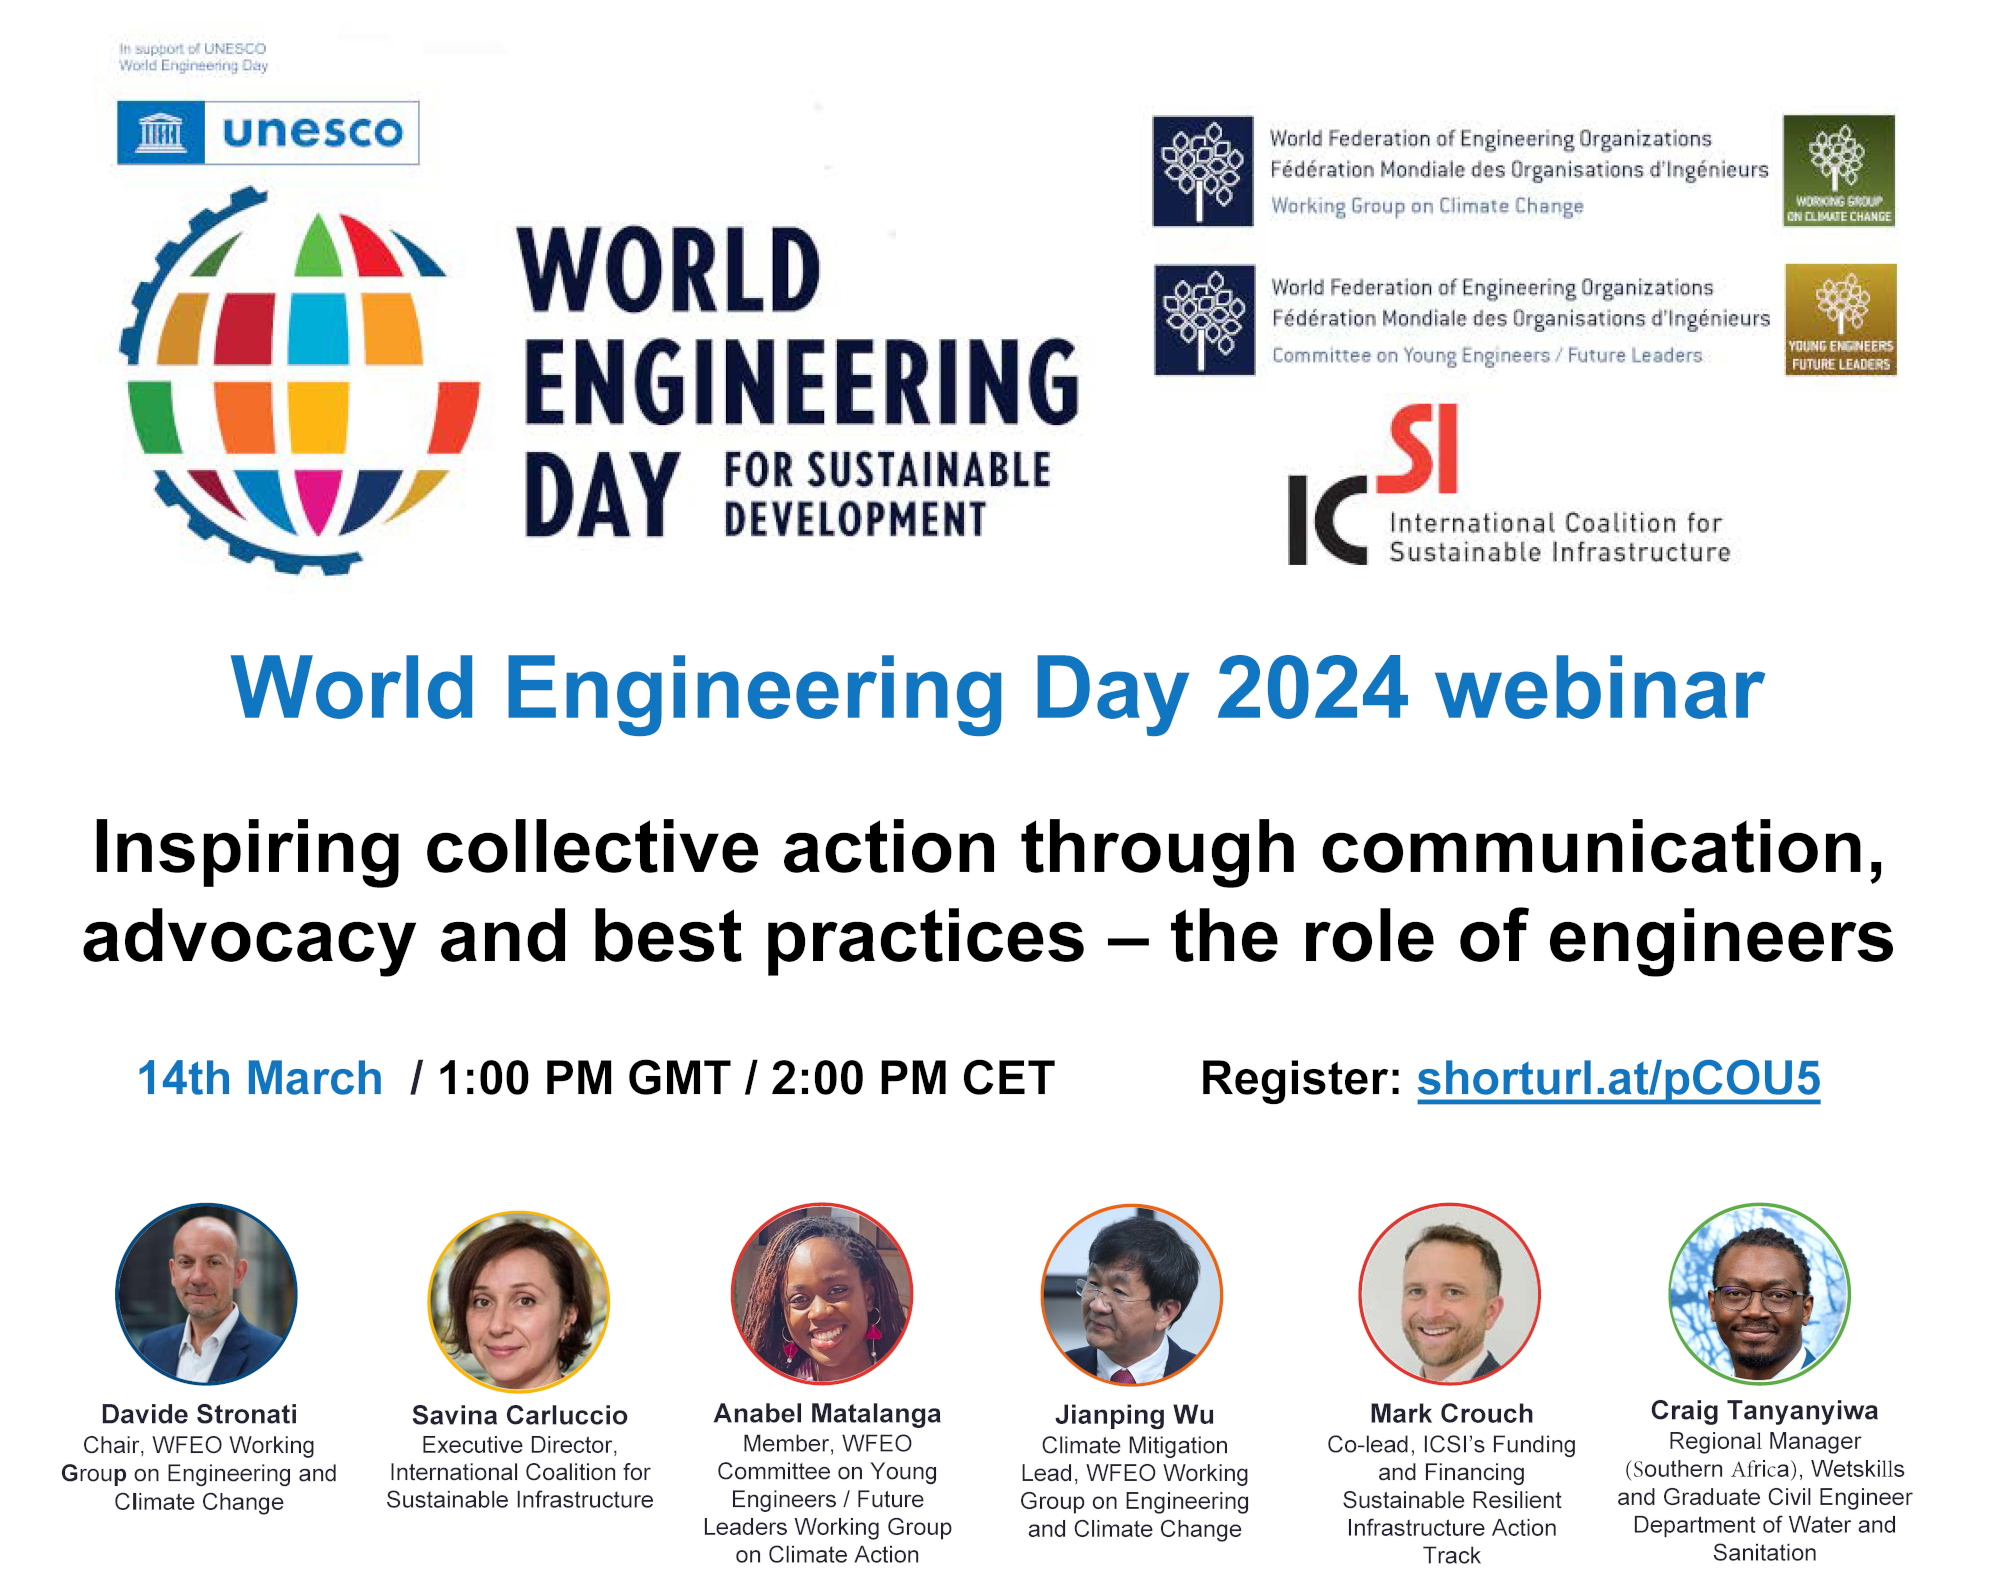 In support of UNESCO
World Engineering Day
unesco
WORLD
ENGINEERING
DAY
FOR SUSTAINABLE
DEVELOPMENT
World Federation of Engineering Organizations
Fédération Mondiale des Organisations d'Ingénieurs
Working Group on Climate Change
WORKING GROUP
ON CLIMATE CHANGE
World Federation of Engineering Organizations
Fédération Mondiale des Organisations d'Ingénieurs
Committee on Young Engineers / Future Leaders
YOUNG ENGINEERS
FUTURE LEADERS
ICSI
International Coalition for
Sustainable Infrastructure
World Engineering Day 2024 webinar
Inspiring collective action through communication,
advocacy and best practices – the role of engineers
14th March / 1:00 PM GMT / 2:00 PM CET
Register: shorturl.at/pCOU5
Davide Stronati
Chair, WFEO Working
Group on Engineering and
Climate Change
Savina Carluccio
Executive Director,
International Coalition for
Sustainable Infrastructure
Anabel Matalanga
Member, WFEO
Committee on Young
Engineers / Future
Leaders Working Group
on Climate Action
Jianping Wu
Climate Mitigation
Lead, WFEO Working
Group on Engineering
and Climate Change
Mark Crouch
Co-lead, ICSI's Funding
and Financing
Sustainable Resilient
Infrastructure Action
Track
Craig Tanyanyiwa
Regional Manager
(Southern Africa), Wetskills
and Graduate Civil Engineer
Department of Water and
Sanitation